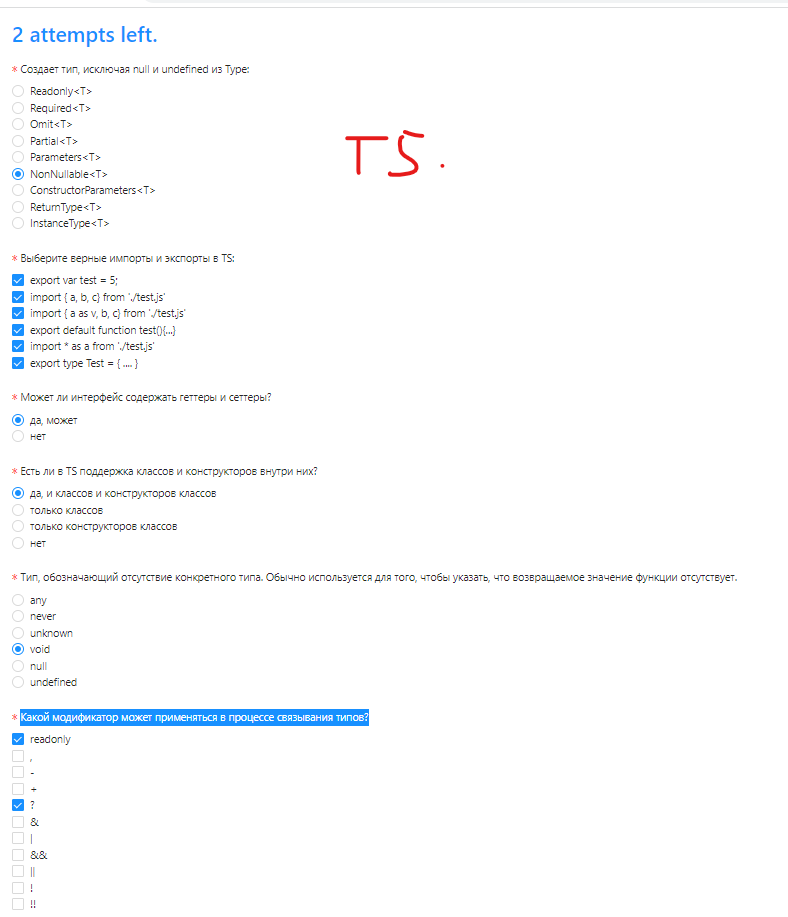 2 attempts left.
* Создает тип, исключая null и undefined из Type:
Readonly<T>
Required<T>
Omit<T>
Partial<T>
Parameters<T>
NonNullable<T>
ConstructorParameters<T>
ReturnType<T>
InstanceType<T>
TS.
* Выберите верные импорты и экспорты в TS:
export var test = 5;
import { a, b, c} from './test.js'
import { a as v, b, c} from './test.js'
export default function test(){...}
import * as a from './test.js'
export type Test = { .... }
* Может ли интерфейс содержать геттеры и сеттеры?
да, может
нет
* Есть ли в TS поддержка классов и конструкторов внутри них?
да, и классов и конструкторов классов
только классов
только конструкторов классов
нет
* Тип, обозначающий отсутствие конкретного типа. Обычно используется для того, чтобы указать, что возвращаемое значение функции отсутствует.
any
never
unknown
void
null
undefined
* Какой модификатор может применяться в процессе связывания типов?
readonly
,
-
+
?
&
|
&&
||
!
!!